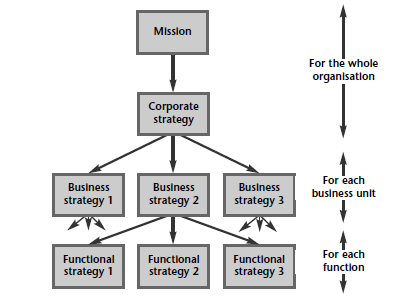 Mission
For the whole
organisation
Corporate
strategy
Business
strategy 1
Business
strategy 2
Business
strategy 3
For each
business unit
Functional
strategy 1
Functional
strategy 2
Functional
strategy 3
For each
function